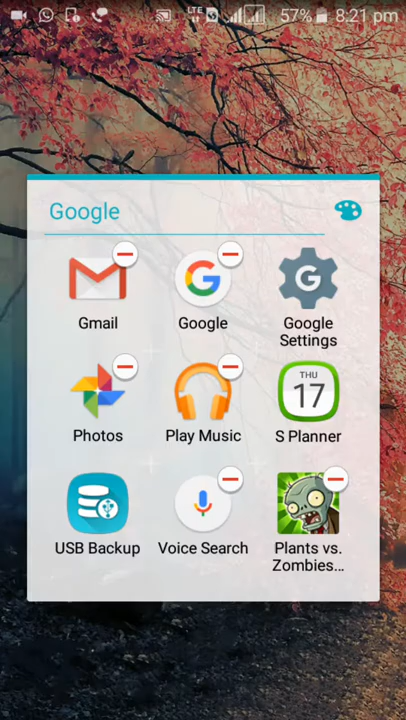 LTE 57% 8:21 pm
Google
Gmail
Google
Google
Settings
Photos
Play Music
THU
17
S Planner
USB Backup
Voice Search
Plants vs.
Zombies...